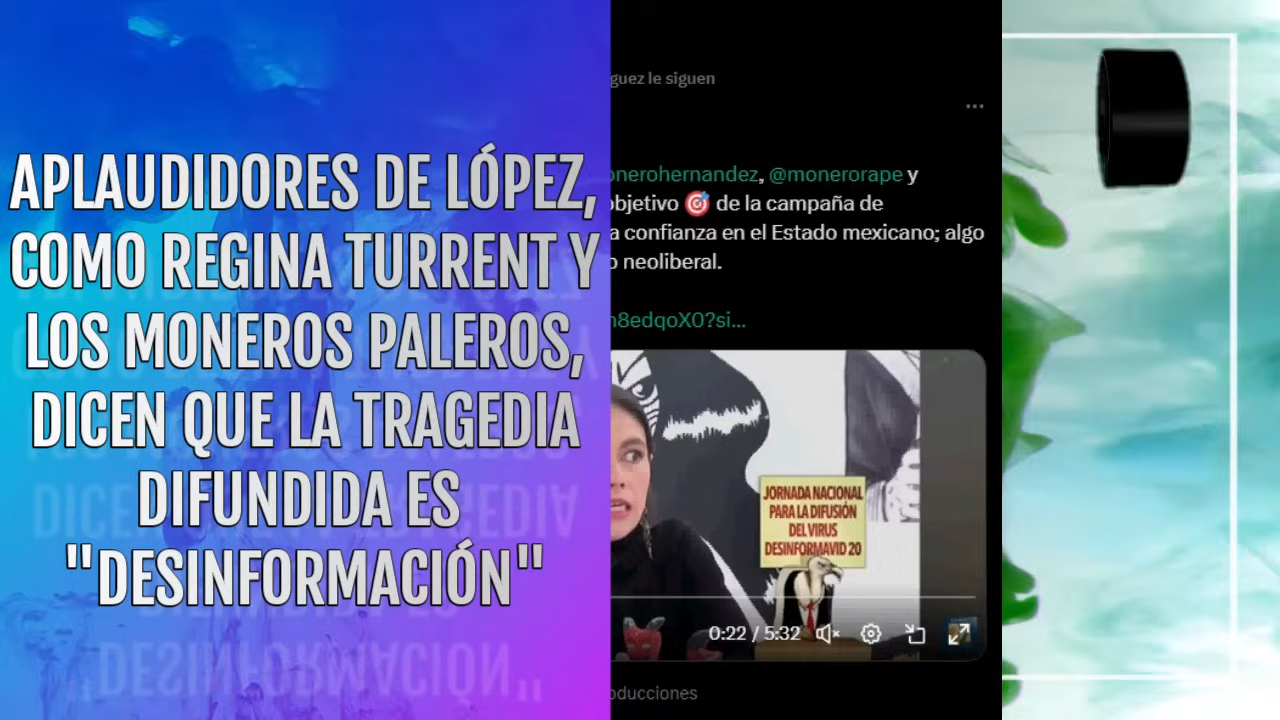 APLAUDIDORES DE LÓPEZ,
COMO REGINA TURRENT Y
LOS MONEROS PALEROS,
DICEN QUE LA TRAGEDIA
DIFUNDIDA ES
"DESINFORMACIÓN"
guez le siguen
onerohernandez, @monerorape y
objetivo 🎯 de la campaña de
a confianza en el Estado mexicano; algo
o neoliberal.
n8edqoX0?si...
JORNADA NACIONAL
PARA LA DIFUSIÓN
DEL VIRUS
DESINFORMAVID 20
0:22 / 5:32
oducciones